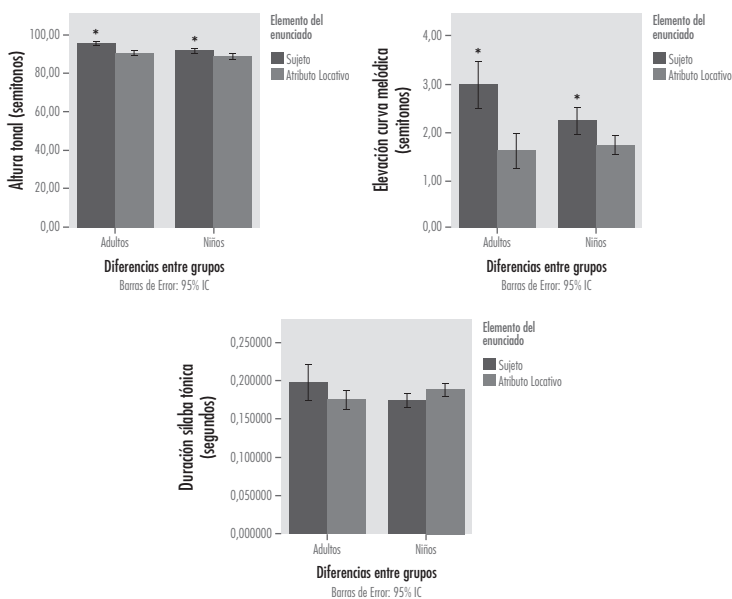 Altura tonal (semitonos)
100,00
80,00
60,00
40,00
20,00
0,00
*
*
Adultos
Niños
Diferencias entre grupos
Barras de Error: 95% IC
Elemento del
enunciado
Sujeto
Atributo Locativo
Elevación curva melódica
(semitonos)
4,00
3,00
2,00
1,00
0,00
*
*
Adultos
Niños
Diferencias entre grupos
Barras de Error: 95% IC
Elemento del
enunciado
Sujeto
Atributo Locativo
Duración sílaba tónica
(segundos)
0,250000
0,200000
0,150000
0,100000
0,050000
0,000000
Adultos
Niños
Diferencias entre grupos
Barras de Error: 95% IC
Elemento del
enunciado
Sujeto
Atributo Locativo